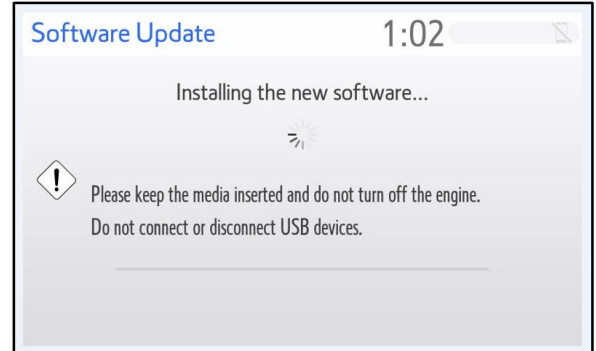 Software Update
1:02
Installing the new software...
Please keep the media inserted and do not turn off the engine.
Do not connect or disconnect USB devices.